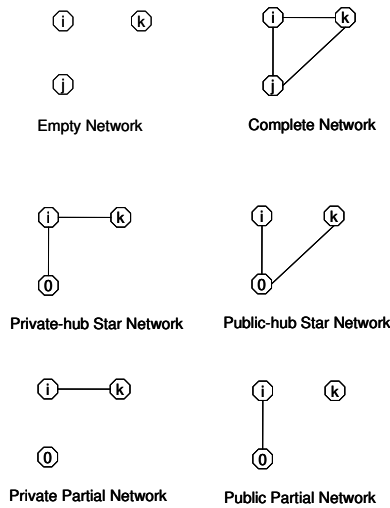 i k i k
j j
Empty Network Complete Network
i k i k
0 0
Private-hub Star Network Public-hub Star Network
i k i k
0 0
Private Partial Network Public Partial Network